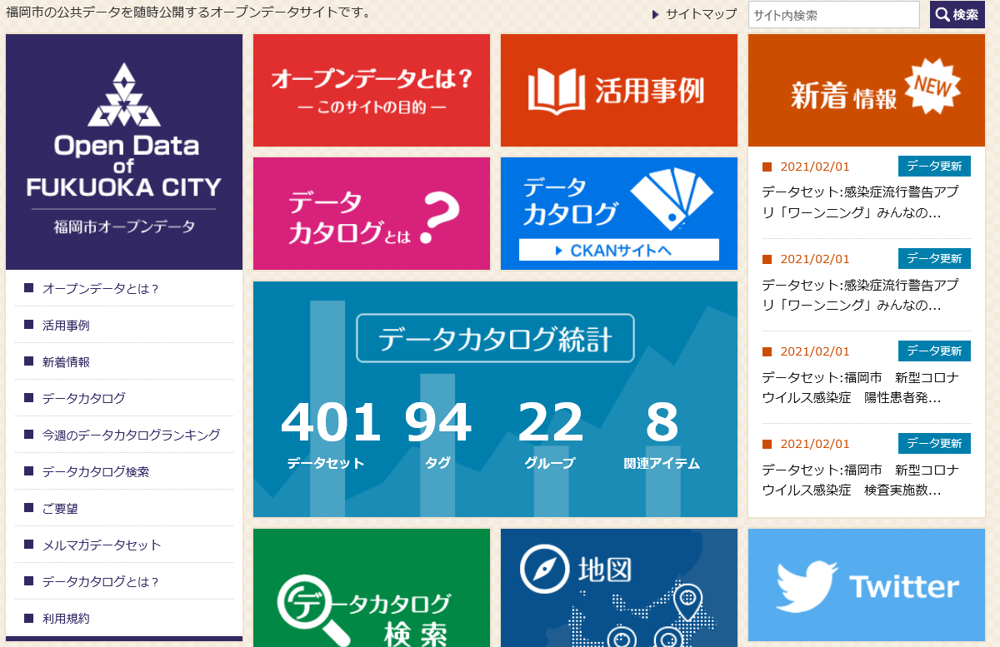 福岡市の公共データを随時公開するオープンデータサイトです。
サイトマップ
サイト内検索
検索
Open Data
of
FUKUOKA CITY
福岡市オープンデータ
オープンデータとは？
活用事例
新着情報
データカタログ
今週のデータカタログランキング
データカタログ検索
ご要望
メルマガデータセット
データカタログとは？
利用規約
オープンデータとは？
ー このサイトの目的 ー
活用事例
データ
カタログとは？
データ
カタログ
CKANサイトへ
データカタログ統計
401 94 22 8
データセット タグ グループ 関連アイテム
データカタログ
検索
地図
新着 情報 NEW
2021/02/01 データ更新
データセット:感染症流行警告アプ
リ「ワーンニング」みんなの...
2021/02/01 データ更新
データセット:感染症流行警告アプ
リ「ワーンニング」みんなの...
2021/02/01 データ更新
データセット:福岡市　新型コロナ
ウイルス感染症　陽性患者発...
2021/02/01 データ更新
データセット:福岡市　新型コロナ
ウイルス感染症　検査実施数...
Twitter